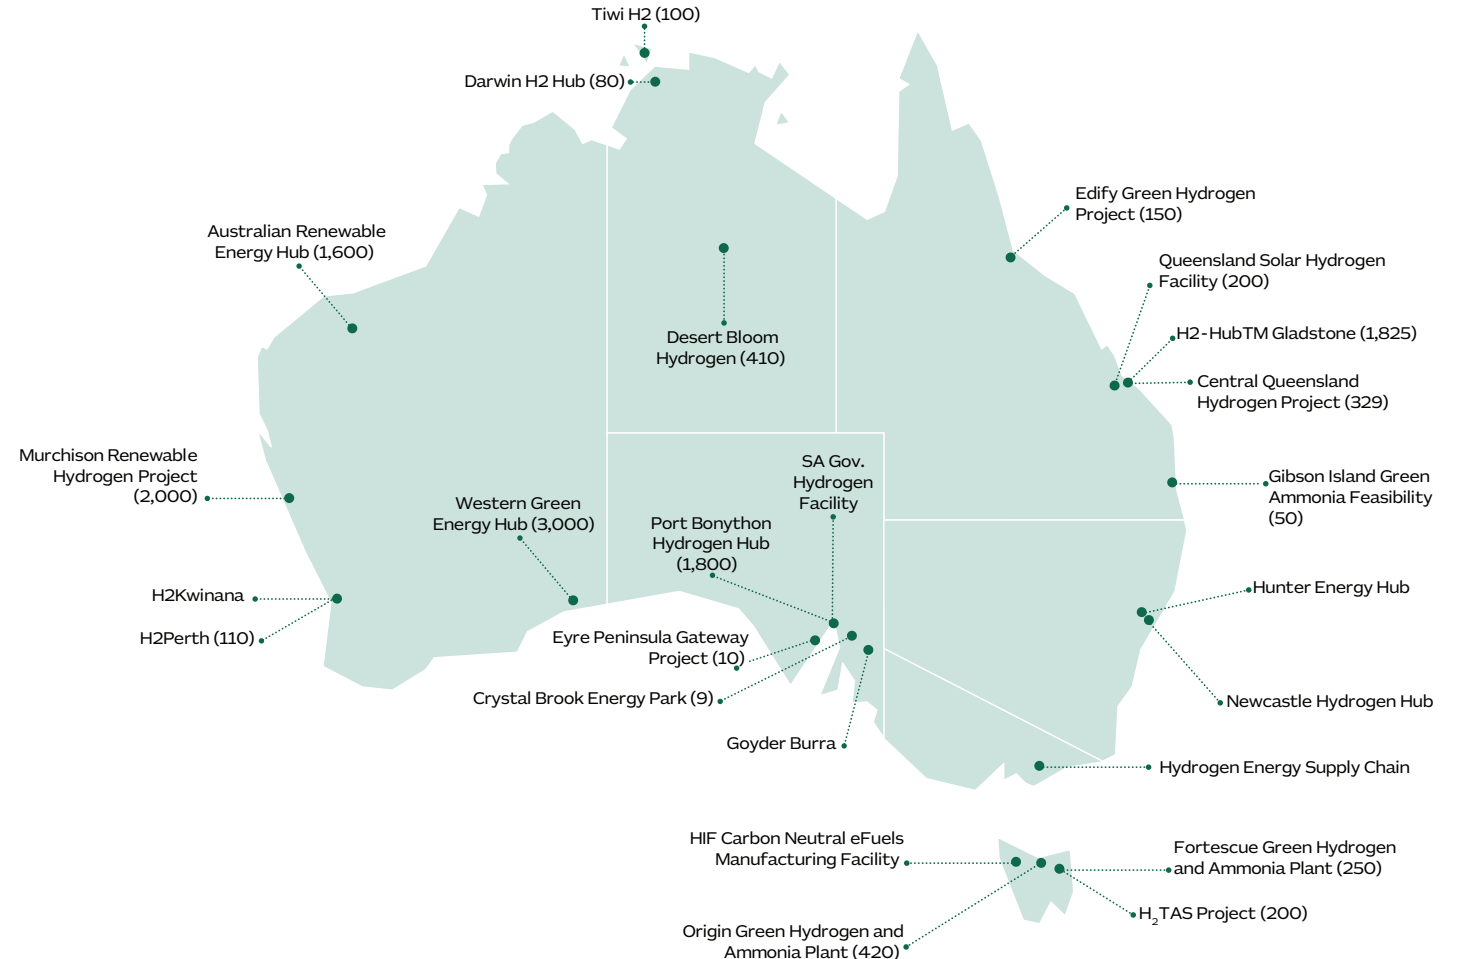 Tiwi H2 (100)
Darwin H2 Hub (80)
Edify Green Hydrogen
Project (150)
Australian Renewable
Energy Hub (1,600)
Queensland Solar Hydrogen
Facility (200)
H2-HubTM Gladstone (1,825)
Desert Bloom
Hydrogen (410)
Central Queensland
Hydrogen Project (329)
Murchison Renewable
Hydrogen Project
(2,000)
SA Gov.
Hydrogen
Facility
Gibson Island Green
Ammonia Feasibility
(50)
Western Green
Energy Hub (3,000)
Port Bonython
Hydrogen Hub
(1,800)
H2Kwinana
Hunter Energy Hub
H2Perth (110)
Eyre Peninsula Gateway
Project (10)
Crystal Brook Energy Park (9)
Newcastle Hydrogen Hub
Goyder Burra
Hydrogen Energy Supply Chain
HIF Carbon Neutral eFuels
Manufacturing Facility
Fortescue Green Hydrogen
and Ammonia Plant (250)
H₂TAS Project (200)
Origin Green Hydrogen and
Ammonia Plant (420)